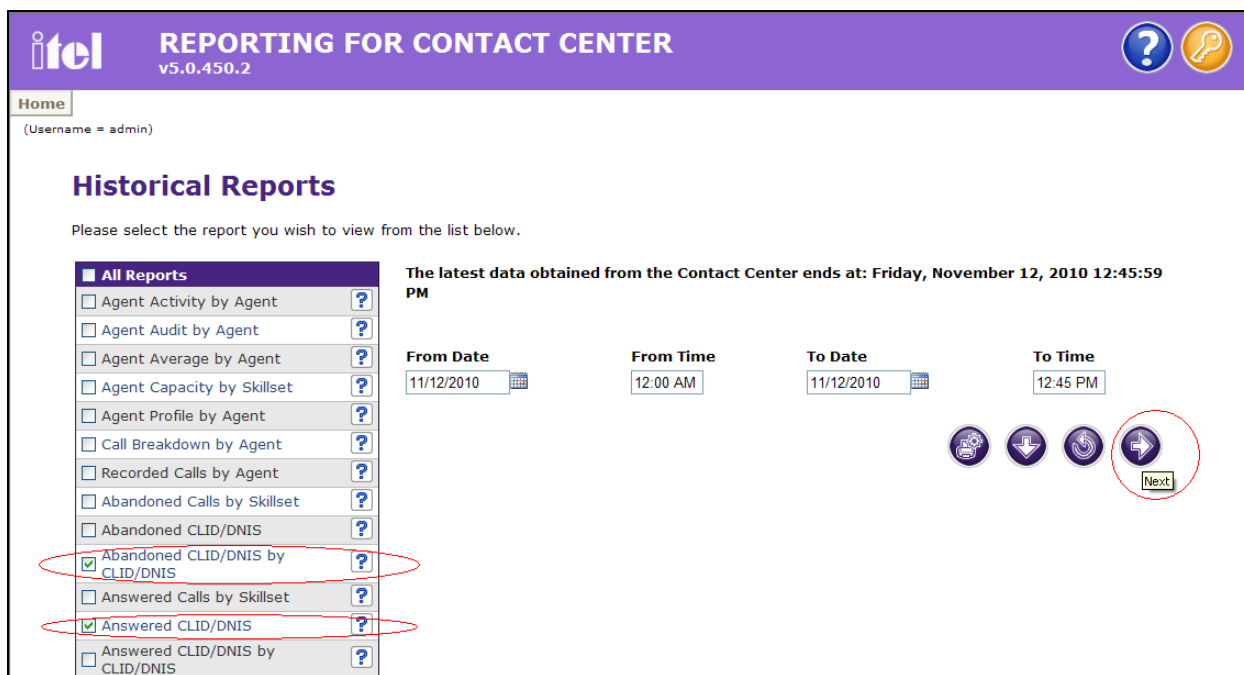 itel
REPORTING FOR CONTACT CENTER
v5.0.450.2
Home
(Username = admin)
Historical Reports
Please select the report you wish to view from the list below.
All Reports
Agent Activity by Agent ?
Agent Audit by Agent ?
Agent Average by Agent ?
Agent Capacity by Skillset ?
Agent Profile by Agent ?
Call Breakdown by Agent ?
Recorded Calls by Agent ?
Abandoned Calls by Skillset ?
Abandoned CLID/DNIS ?
Abandoned CLID/DNIS by
CLID/DNIS ?
Answered Calls by Skillset ?
Answered CLID/DNIS ?
Answered CLID/DNIS by
CLID/DNIS ?
The latest data obtained from the Contact Center ends at: Friday, November 12, 2010 12:45:59
PM
From Date From Time To Date To Time
11/12/2010 12:00 AM 11/12/2010 12:45 PM
Next
?